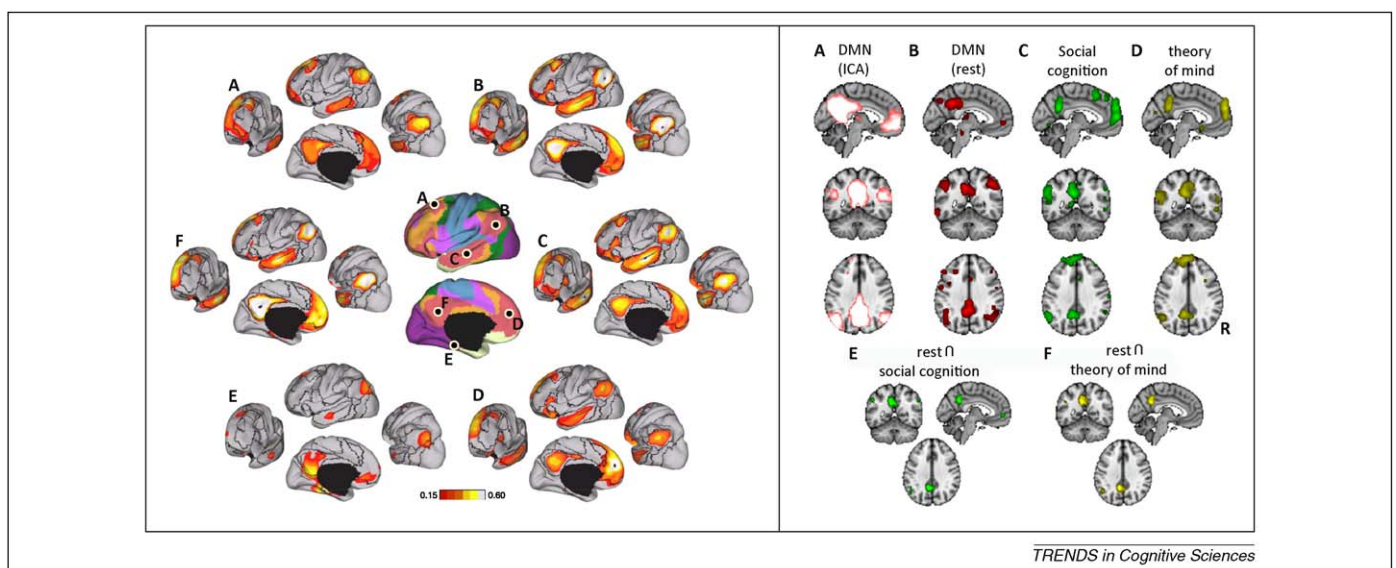 A
B
A
B
C
F
D
E
F
C
E
D
0.15
0.60
A DMN
(ICA)
B DMN
(rest)
C Social
cognition
D theory
of mind
R
E rest ∩
social cognition
F rest ∩
theory of mind
TRENDS in Cognitive Sciences